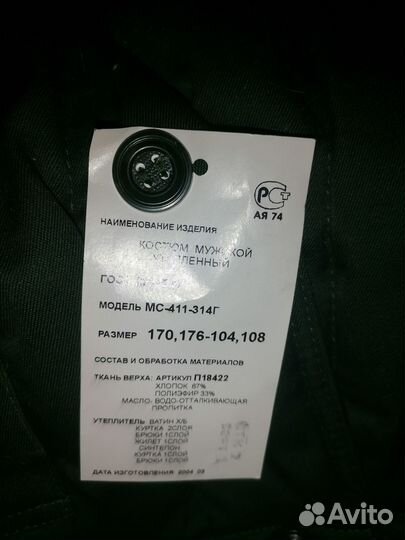 РСТ
АЯ 74
НАИМЕНОВАНИЕ ИЗДЕЛИЯ
КОСТЮМ МУЖСКОЙ
УТЕПЛЕННЫЙ
ГОСТ
МОДЕЛЬ МС-411-314Г
РАЗМЕР 170,176-104,108
СОСТАВ И ОБРАБОТКА МАТЕРИАЛОВ
ТКАНЬ ВЕРХА: АРТИКУЛ П18422
ХЛОПОК 67%
ПОЛИЭФИР 33%
МАСЛО- ВОДО-ОТТАЛКИВАЮЩАЯ
ПРОПИТКА
УТЕПЛИТЕЛЬ: ВАТИН Х/Б
КУРТКА 2СЛОЯ
БРЮКИ 1СЛОЙ
ЖИЛЕТ 1СЛОЙ
СИНТЕПОН
КУРТКА 1СЛОЙ
БРЮКИ 1СЛОЙ
ДАТА ИЗГОТОВЛЕНИЯ 2004 03
Avito